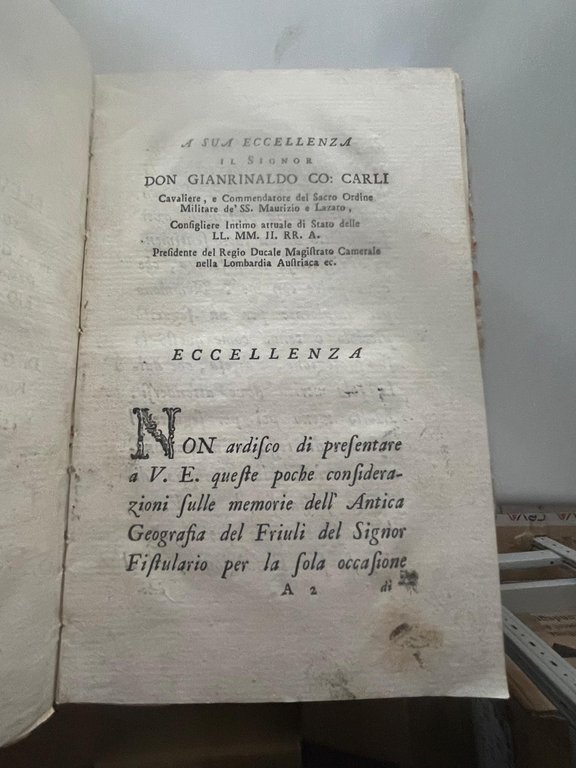 A SUA ECCELLENZA
IL SIGNOR
DON GIANRINALDO CO: CARLI
Cavaliere, e Commendatore del Sacro Ordine
Militare de' SS. Maurizio e Lazaro,
Consigliere Intimo attuale di Stato delle
LL. MM. II. RR. A.
Preſidente del Regio Ducale Magiſtrato Camerale
nella Lombardia Auſtriaca ec.
ECCELLENZA
NON ardiſco di preſentare
a V. E. queſte poche conſidera-
zioni ſulle memorie dell' Antica
Geografia del Friuli del Signor
Fiſtulario per la ſola occaſione
A 2
di